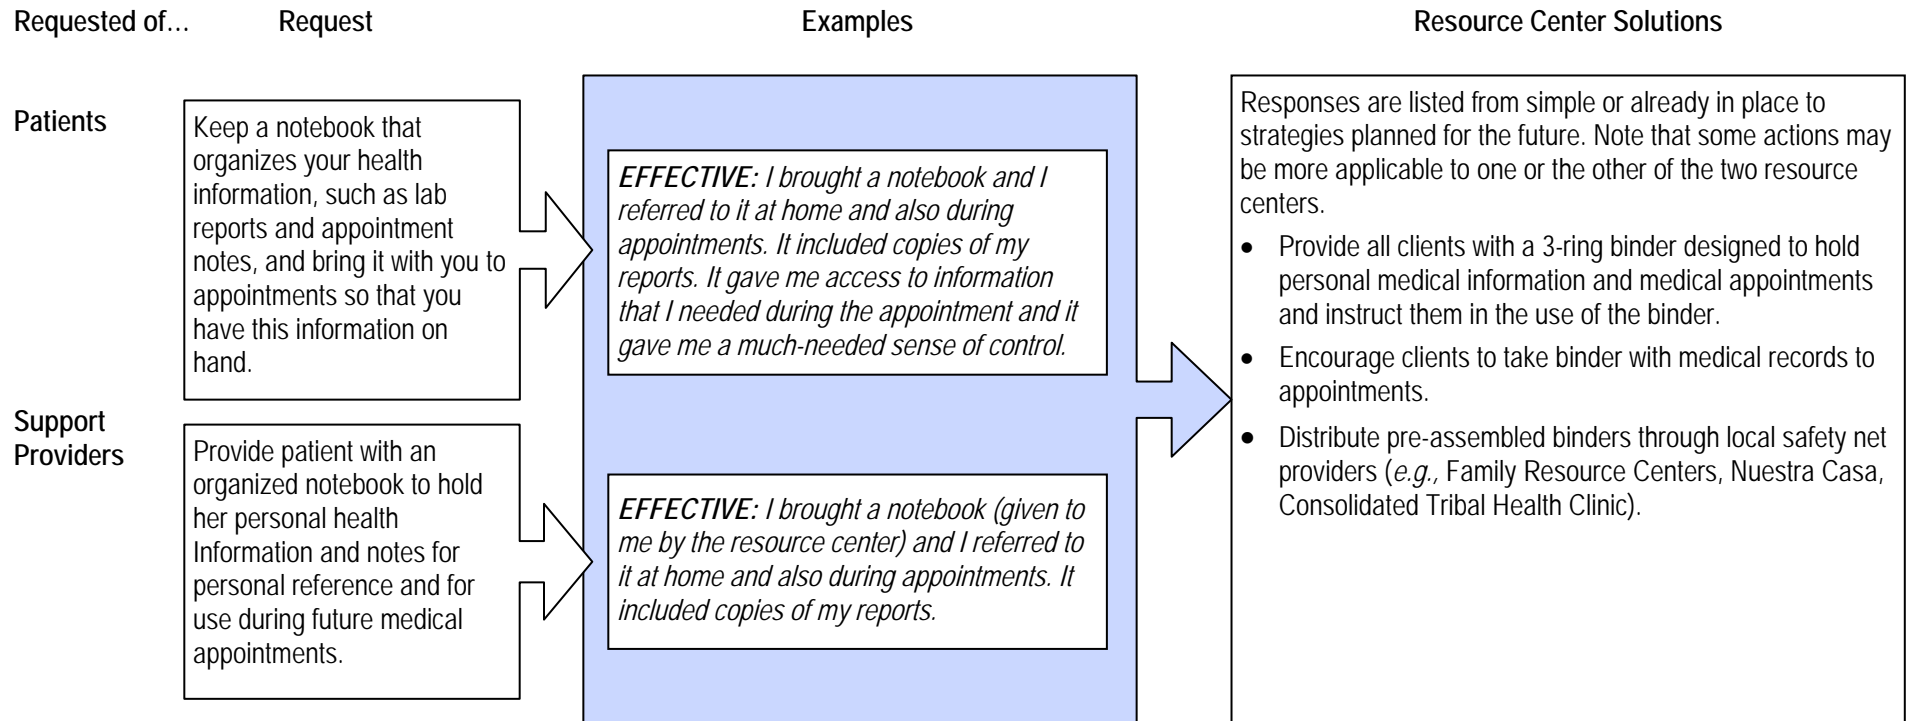 Requested of… Request Examples Resource Center Solutions
Patients
Keep a notebook that
organizes your health
information, such as lab
reports and appointment
notes, and bring it with you to
appointments so that you
have this information on
hand.
EFFECTIVE: I brought a notebook and I
referred to it at home and also during
appointments. It included copies of my
reports. It gave me access to information
that I needed during the appointment and it
gave me a much-needed sense of control.
Support
Providers
Provide patient with an
organized notebook to hold
her personal health
Information and notes for
personal reference and for
use during future medical
appointments.
EFFECTIVE: I brought a notebook (given to
me by the resource center) and I referred to
it at home and also during appointments. It
included copies of my reports.
Responses are listed from simple or already in place to
strategies planned for the future. Note that some actions may
be more applicable to one or the other of the two resource
centers.
• Provide all clients with a 3-ring binder designed to hold
personal medical information and medical appointments
and instruct them in the use of the binder.
• Encourage clients to take binder with medical records to
appointments.
• Distribute pre-assembled binders through local safety net
providers (e.g., Family Resource Centers, Nuestra Casa,
Consolidated Tribal Health Clinic).